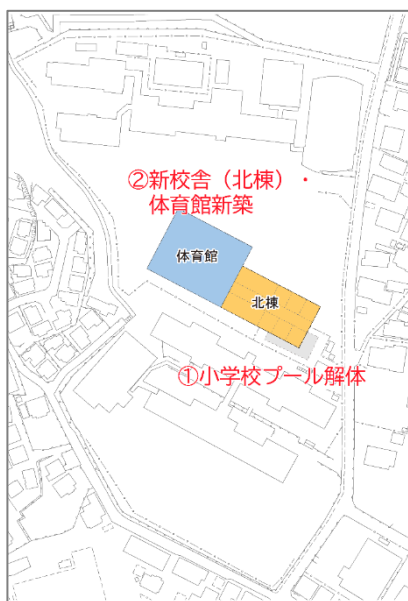 ②新校舎（北棟）・
体育館新築
体育館
北棟
①小学校プール解体